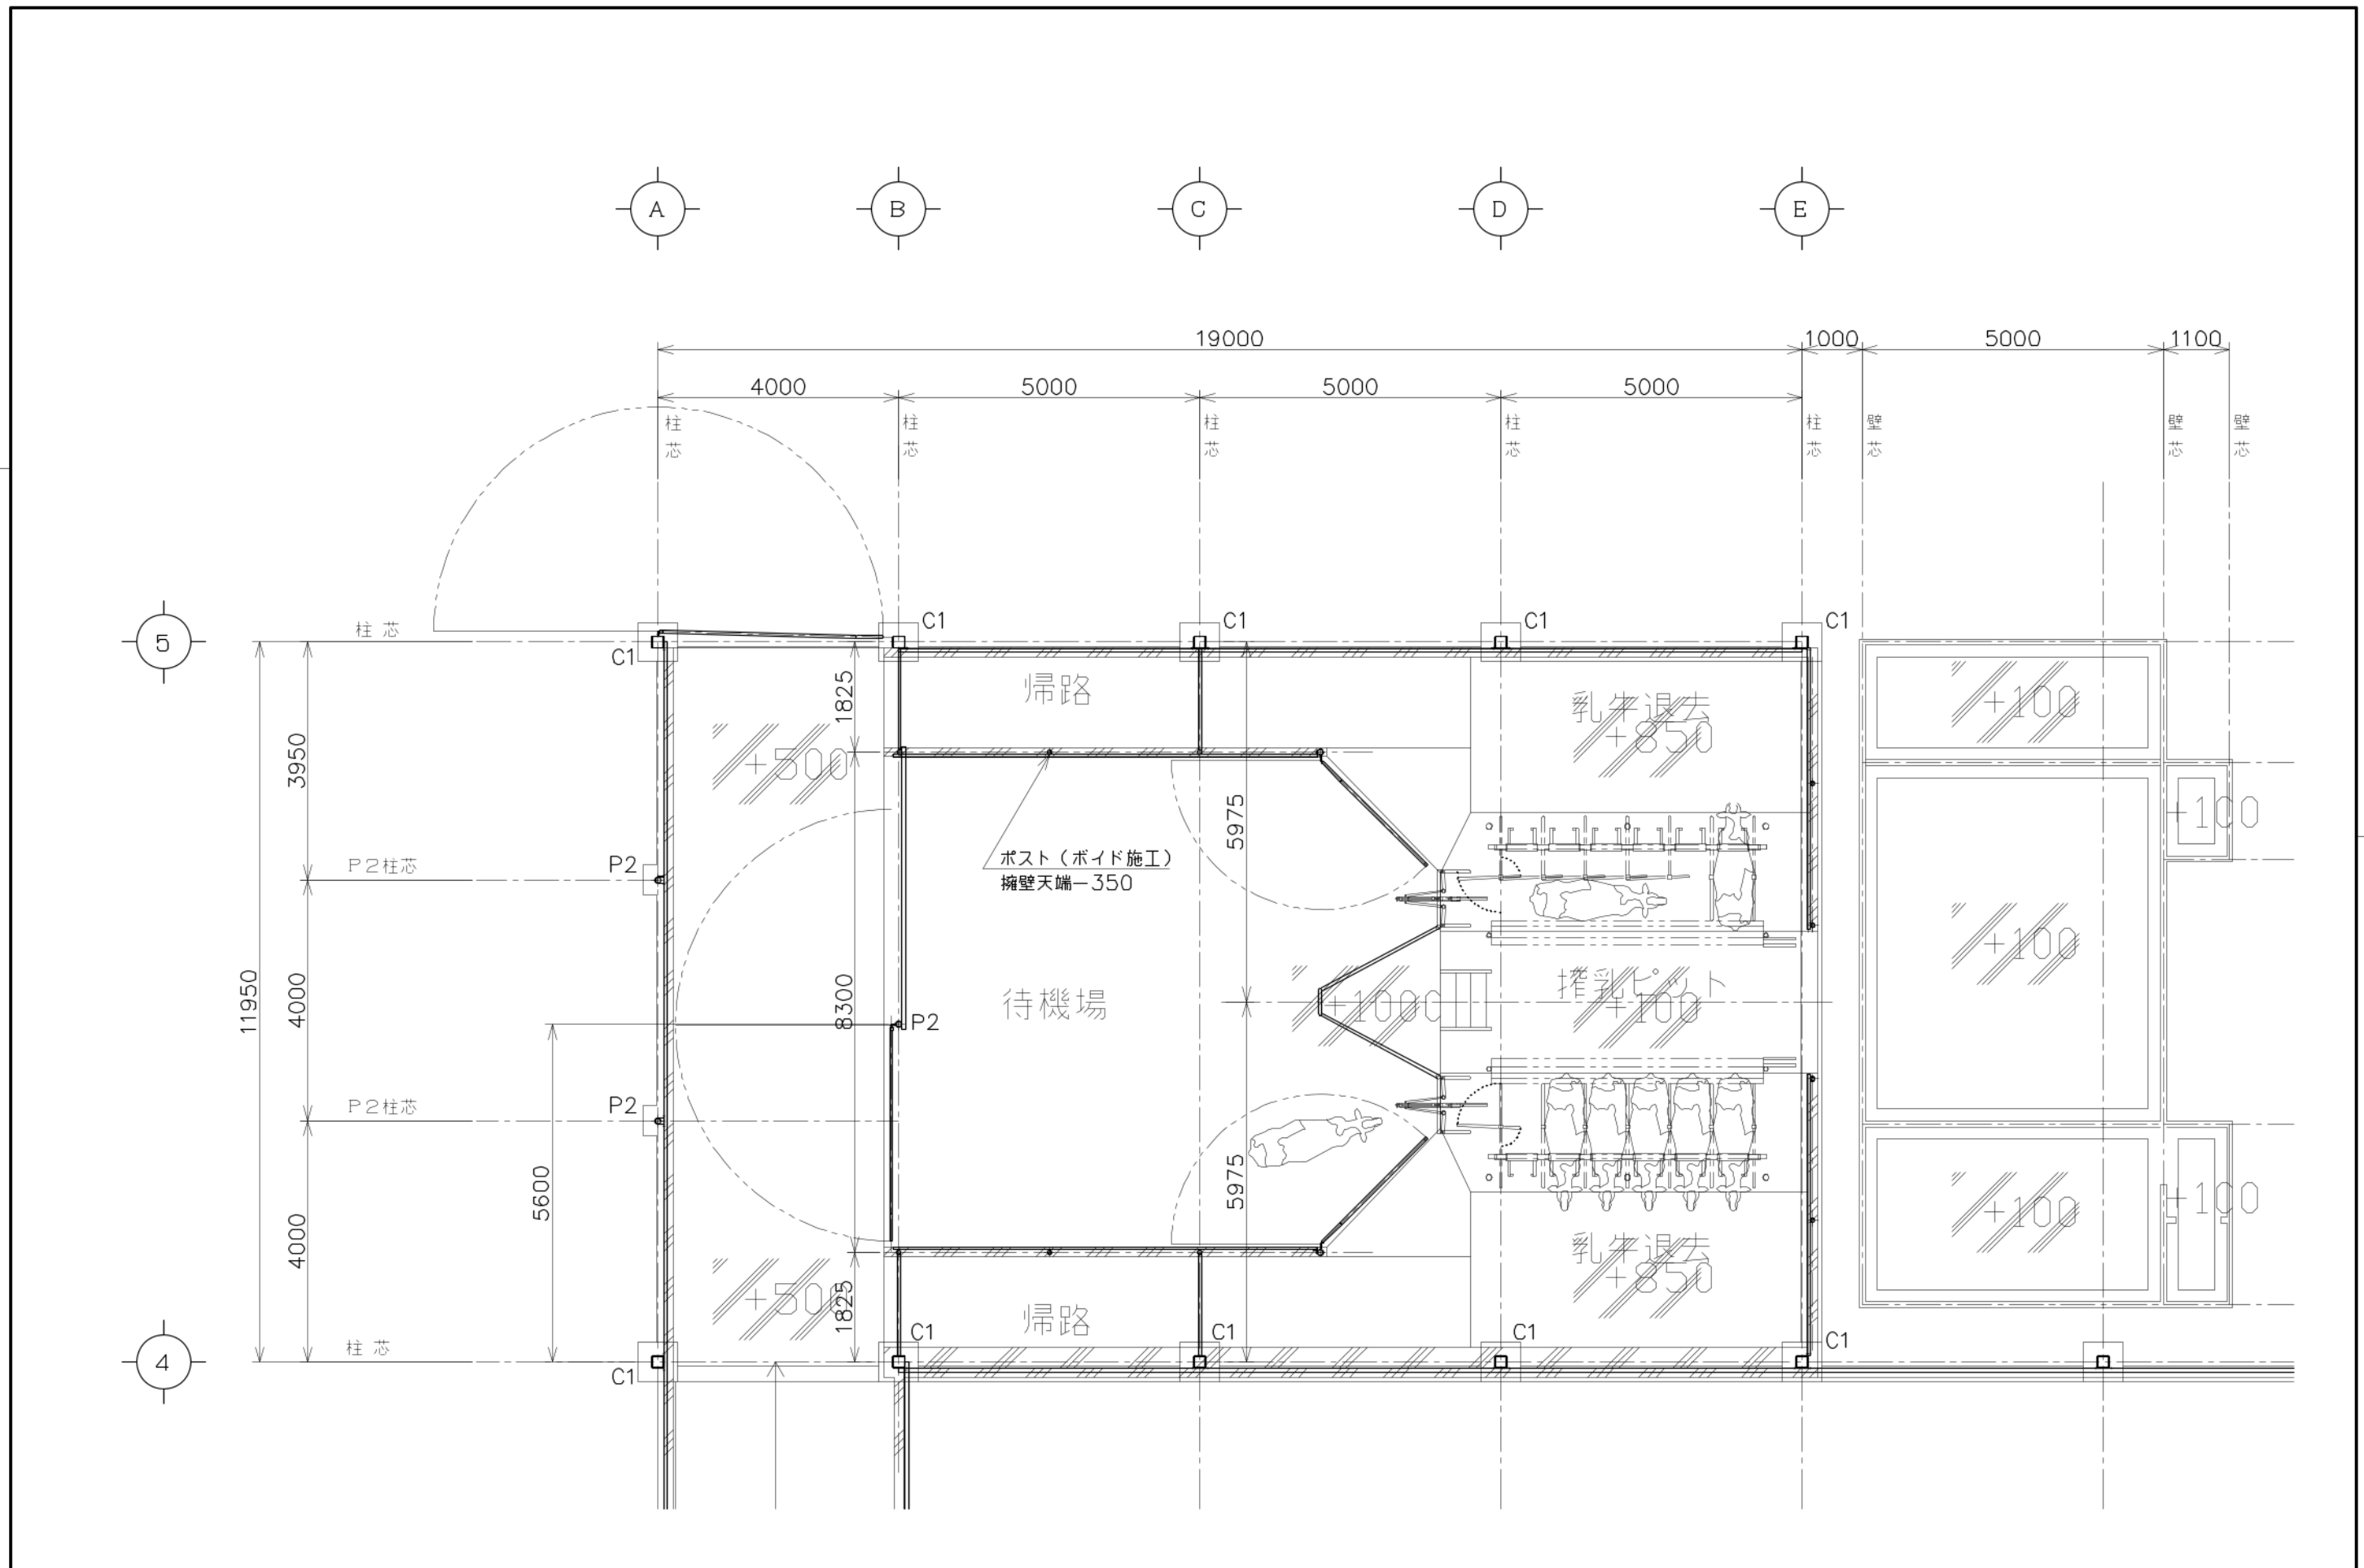 A B C D E
19000 1000 5000 1100
4000 5000 5000 5000
柱芯 柱芯 柱芯 柱芯 柱芯 壁芯 壁芯 壁芯
5 柱芯 C1 C1 C1 C1 C1
1825 帰路 乳牛退去 +850 +100
3950 +500
P2柱芯 P2 5975 +100
ポスト(ボイド施工)
擁壁天端−350
11950 4000 8300 待機場 +1000 搾乳ピット +100 +100
P2
P2柱芯 P2
5600 5975 +100 +100
4000 +500 1825 帰路 乳牛退去 +850
4 柱芯 C1 C1 C1 C1 C1